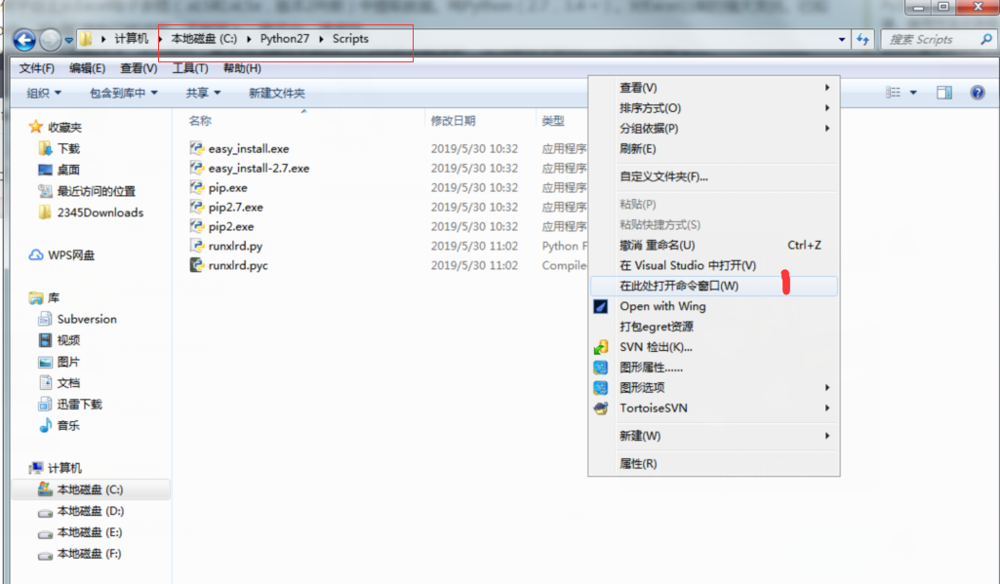 计算机 本地磁盘 (C:) Python27 Scripts
搜索 Scripts
文件(F) 编辑(E) 查看(V) 工具(T) 帮助(H)
组织 包含到库中 共享 新建文件夹
收藏夹
下载
桌面
最近访问的位置
2345Downloads
WPS网盘
库
Subversion
视频
图片
文档
迅雷下载
音乐
计算机
本地磁盘 (C:)
本地磁盘 (D:)
本地磁盘 (E:)
本地磁盘 (F:)
名称 修改日期 类型
easy_install.exe 2019/5/30 10:32 应用程序
easy_install-2.7.exe 2019/5/30 10:32 应用程序
pip.exe 2019/5/30 10:32 应用程序
pip2.7.exe 2019/5/30 10:32 应用程序
pip2.exe 2019/5/30 10:32 应用程序
runxlrd.py 2019/5/30 11:02 Python F
runxlrd.pyc 2019/5/30 11:02 Compile
查看(V)
排序方式(O)
分组依据(P)
刷新(E)
自定义文件夹(F)...
粘贴(P)
粘贴快捷方式(S)
撤消 重命名(U) Ctrl+Z
在 Visual Studio 中打开(V)
在此处打开命令窗口(W)
Open with Wing
打包egret资源
SVN 检出(K)...
图形属性......
图形选项
TortoiseSVN
新建(W)
属性(R)